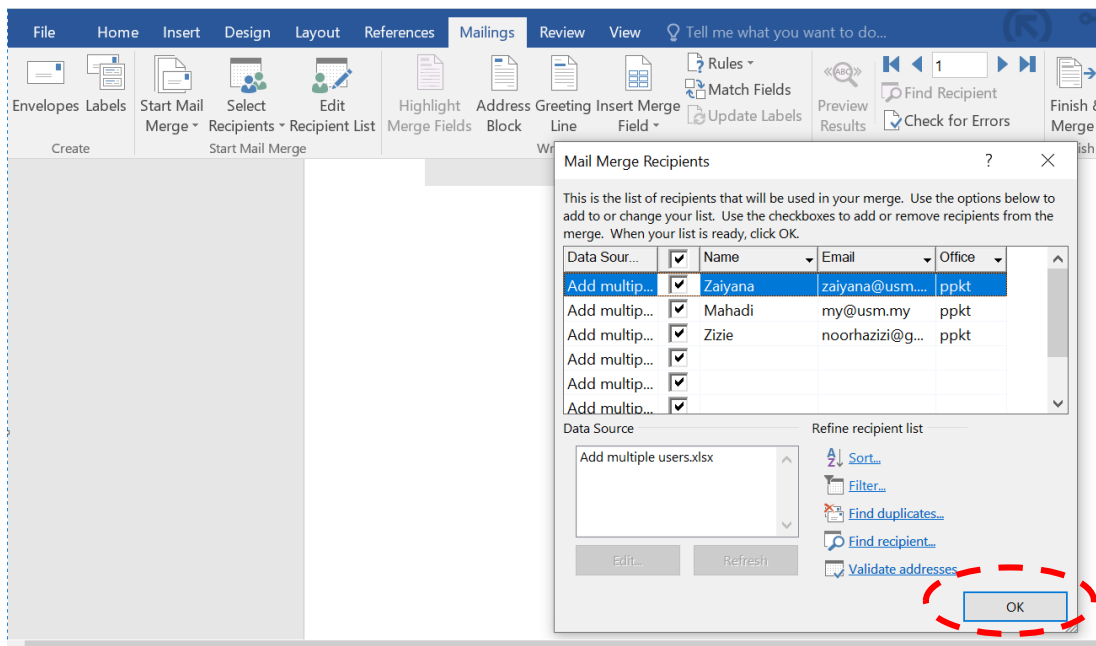 File Home Insert Design Layout References Mailings Review View Tell me what you want to do...
Envelopes Labels
Create
Start Mail Merge
Select Recipients
Edit Recipient List
Start Mail Merge
Highlight Merge Fields
Address Block
Greeting Line
Insert Merge Field
Rules
Match Fields
Update Labels
«ABC»
Preview Results
1
Find Recipient
Check for Errors
Finish & Merge
Mail Merge Recipients ?
This is the list of recipients that will be used in your merge. Use the options below to
add to or change your list. Use the checkboxes to add or remove recipients from the
merge. When your list is ready, click OK.
Data Sour... Name Email Office
Add multip... Zaiyana zaiyana@usm.... ppkt
Add multip... Mahadi my@usm.my ppkt
Add multip... Zizie noorhazizi@g... ppkt
Add multip...
Add multip...
Add multip...
Data Source
Add multiple users.xlsx
Edit... Refresh
Refine recipient list
Sort...
Filter...
Find duplicates...
Find recipient...
Validate addresses...
OK